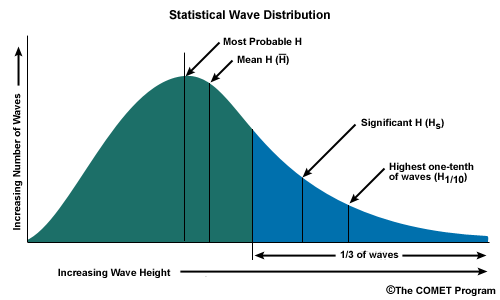 Statistical Wave Distribution
Most Probable H
Mean H (H̅)
Increasing Number of Waves
Significant H (HS)
Highest one-tenth
of waves (H1/10)
1/3 of waves
Increasing Wave Height
©The COMET Program